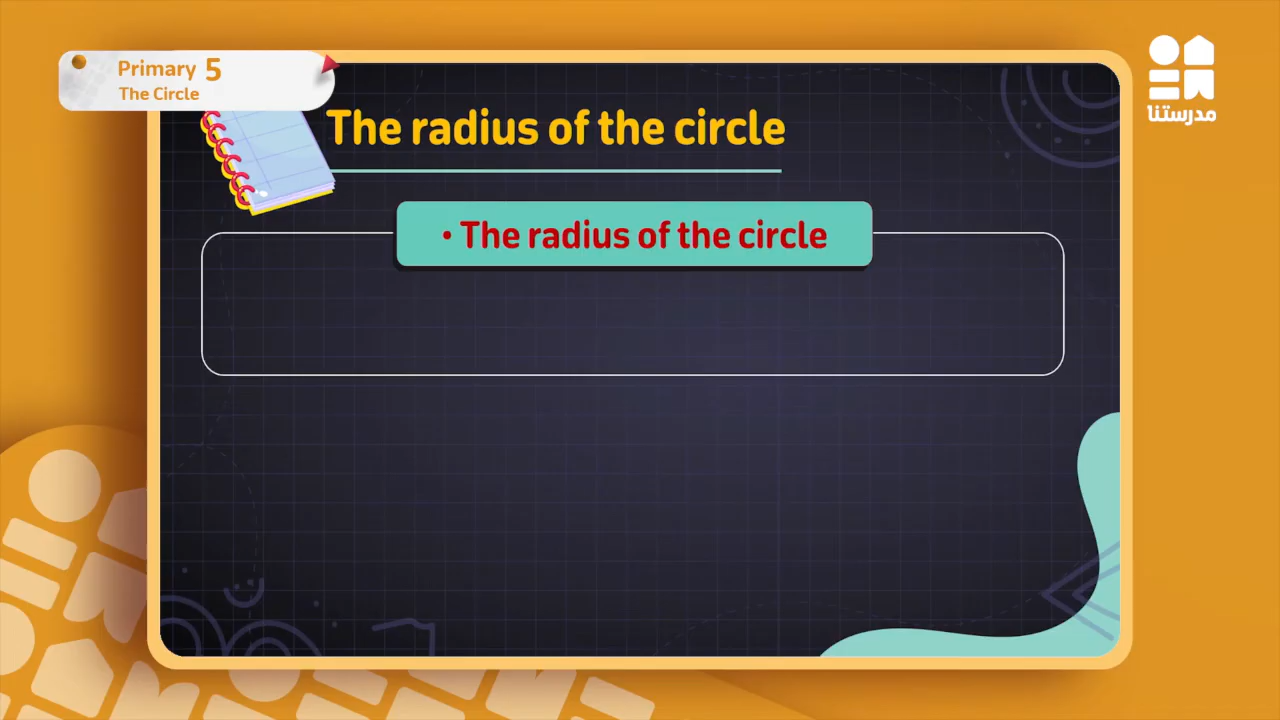 Primary 5
The Circle
مدرستنا
The radius of the circle
• The radius of the circle